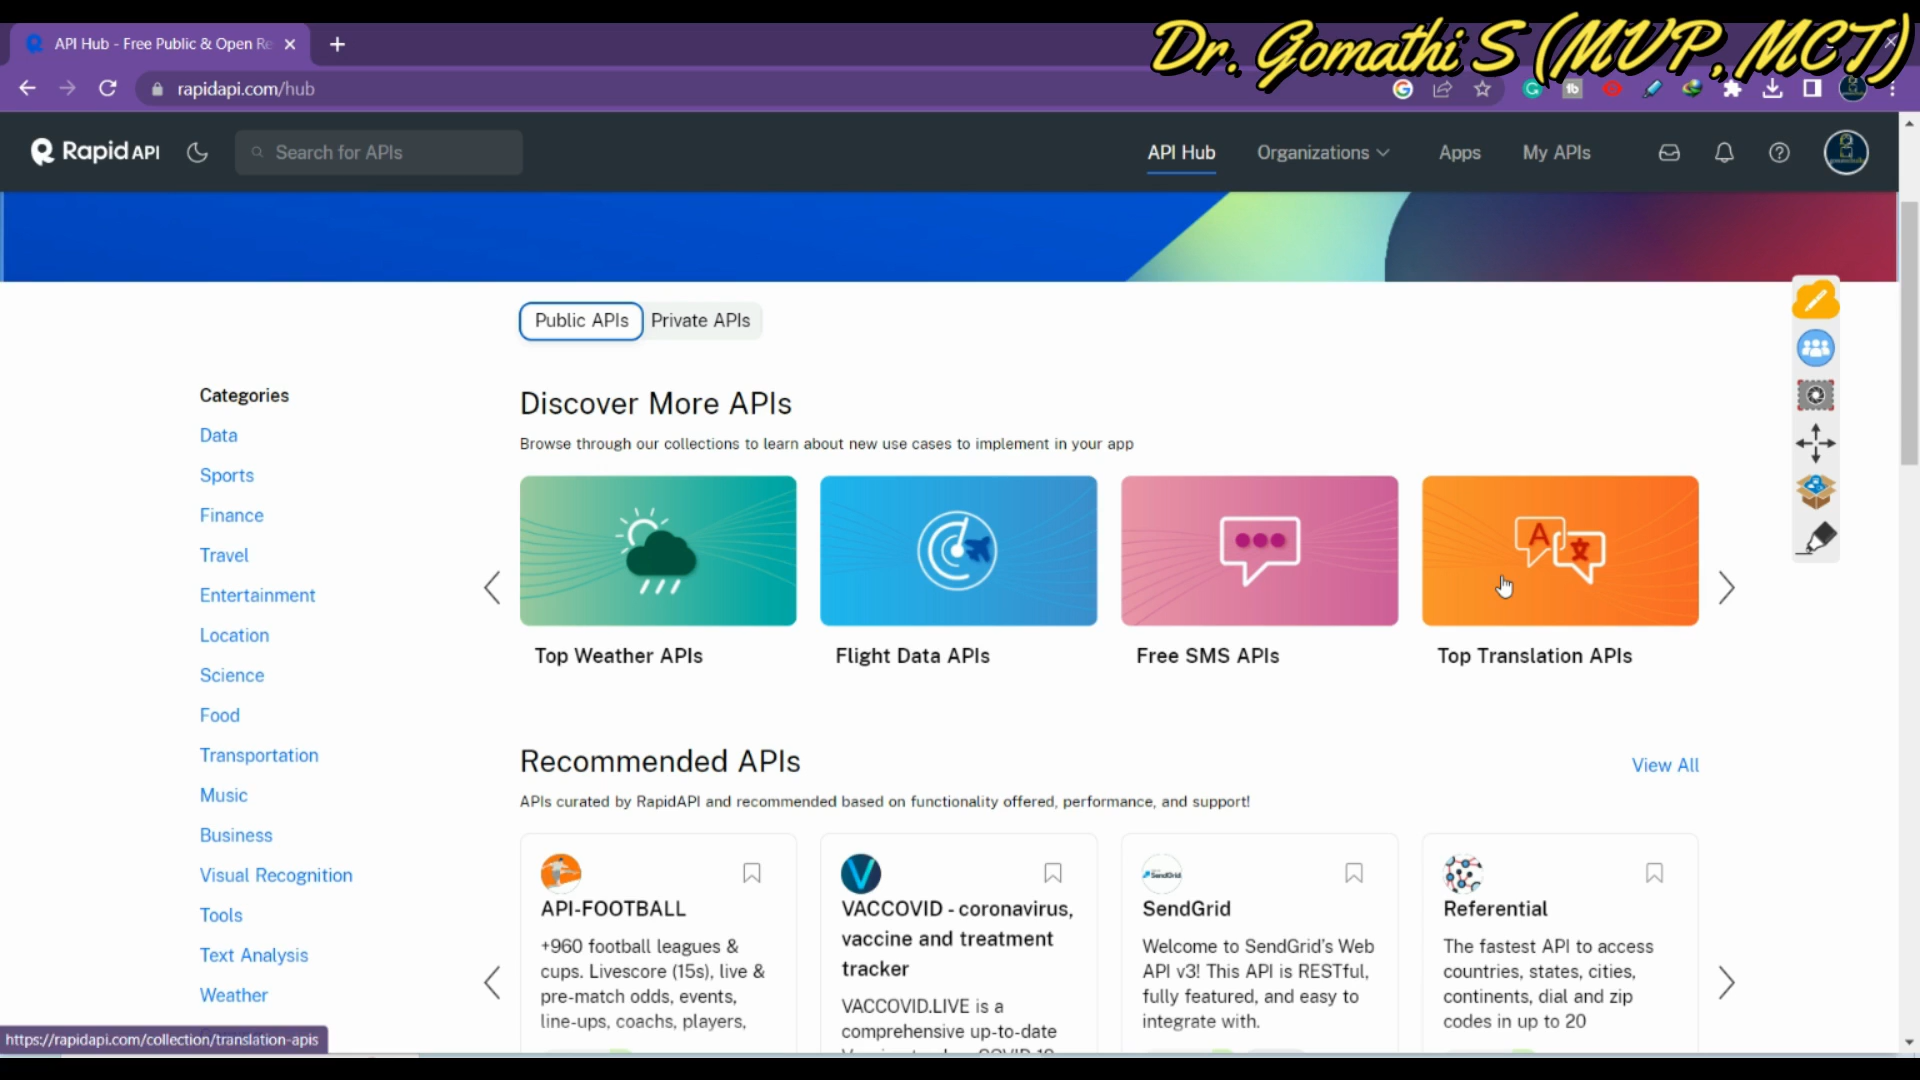 Dr. Gomathi S (MVP, MCT)
API Hub - Free Public & Open Re
rapidapi.com/hub
Rapid API
Search for APIs
API Hub
Organizations
Apps
My APIs
Public APIs
Private APIs
Categories
Data
Sports
Finance
Travel
Entertainment
Location
Science
Food
Transportation
Music
Business
Visual Recognition
Tools
Text Analysis
Weather
Discover More APIs
Browse through our collections to learn about new use cases to implement in your app
A 文
Top Weather APIs
Flight Data APIs
Free SMS APIs
Top Translation APIs
Recommended APIs
View All
APIs curated by RapidAPI and recommended based on functionality offered, performance, and support!
API-FOOTBALL
+960 football leagues &
cups. Livescore (15s), live &
pre-match odds, events,
line-ups, coachs, players,
VACCOVID - coronavirus,
vaccine and treatment
tracker
VACCOVID.LIVE is a
comprehensive up-to-date
SendGrid
SendGrid
Welcome to SendGrid's Web
API v3! This API is RESTful,
fully featured, and easy to
integrate with.
Referential
The fastest API to access
countries, states, cities,
continents, dial and zip
codes in up to 20
https://rapidapi.com/collection/translation-apis